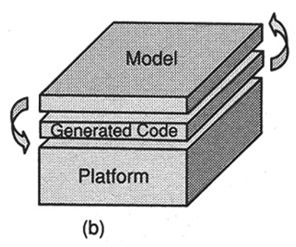 Model
Generated Code
Platform
(b)